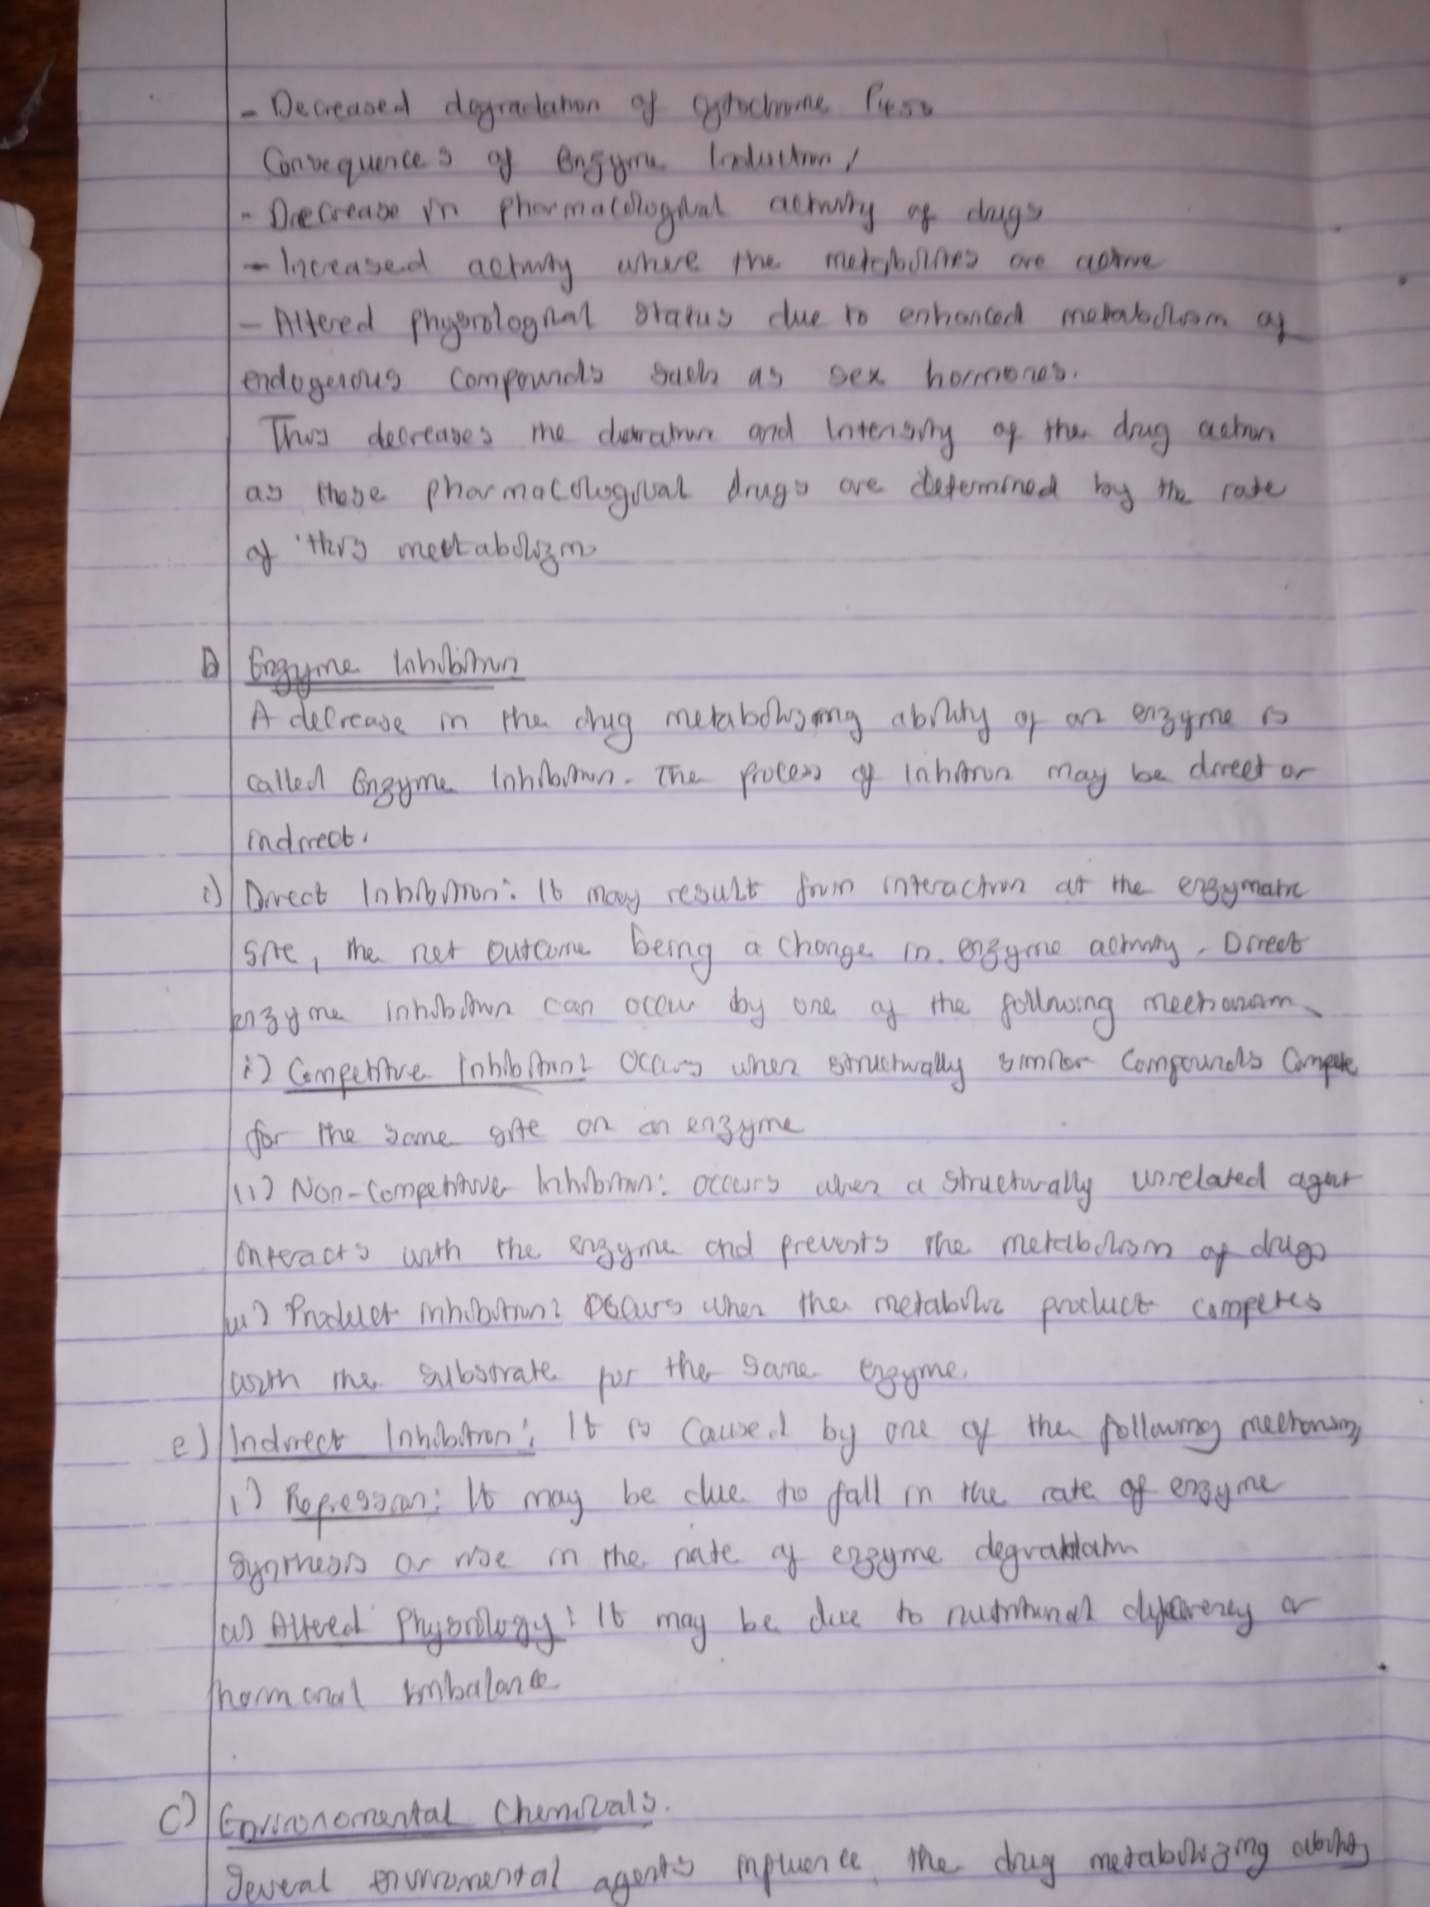 - Decreased degradation of cytochrome P450
Consequences of Enzyme Induction!
- Decrease in pharmacological activity of drugs
- Increased activity where the metabolites are active
- Altered physiological status due to enhanced metabolism of
endogenous compounds such as sex hormones.
This decreases the duration and intensity of the drug action
as these pharmacological drugs are determined by the rate
of this meetabolizm
b) Enzyme Inhibition
A decrease in the drug metabolising ability of an enzyme is
called Enzyme Inhibition. The process of Inhition may be direct or
indirect.
i) Direct Inhibition: It may result from interaction at the enzymatic
site, the net outcome being a change in enzyme activity. Direct
enzyme inhibition can occur by one of the following mechanism
i) Competitive Inhibition: Occurs when structurally similar compounds compete
for the same site on an enzyme
ii) Non-Competitive Inhibition: occurs when a structurally unrelated agent
interacts with the enzyme and prevents the metabolism of drugs
iii) Product inhibition: Occurs when the metabolic product competes
with the substrate for the same enzyme.
e) Indirect Inhibition: It is caused by one of the following mechanisms
i) Repression: It may be due to fall in the rate of enzyme
synthesis or rise in the rate of enzyme degradation
ii) Altered Physiology: It may be due to nutritional deficiency or
hormonal imbalance
C) Environomental Chemicals.
Several enviromental agents influence the drug metabolizing ability